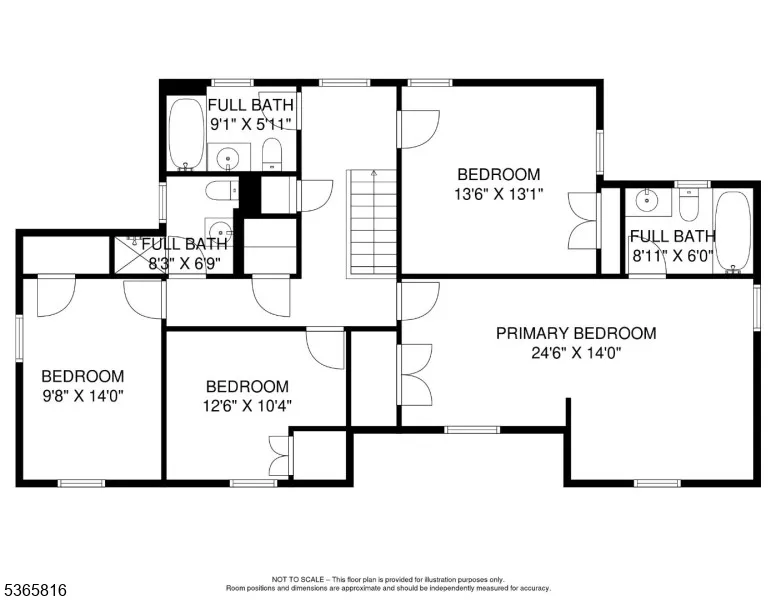 FULL BATH
9'1" X 5'11"
BEDROOM
13'6" X 13'1"
FULL BATH
8'3" X 6'9"
FULL BATH
8'11" X 6'0"
PRIMARY BEDROOM
24'6" X 14'0"
BEDROOM
9'8" X 14'0"
BEDROOM
12'6" X 10'4"
NOT TO SCALE – This floor plan is provided for illustration purposes only.
Room positions and dimensions are approximate and should be independently measured for accuracy.
5365816